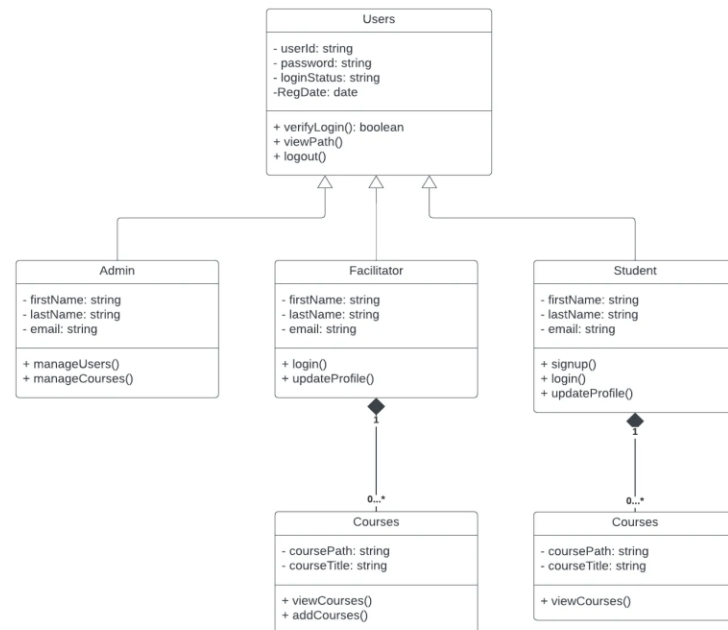 Users
- userId: string
- password: string
- loginStatus: string
-RegDate: date
+ verifyLogin(): boolean
+ viewPath()
+ logout()
Admin
- firstName: string
- lastName: string
- email: string
+ manageUsers()
+ manageCourses()
Facilitator
- firstName: string
- lastName: string
- email: string
+ login()
+ updateProfile()
Student
- firstName: string
- lastName: string
- email: string
+ signup()
+ login()
+ updateProfile()
1
0...*
1
0...*
Courses
- coursePath: string
- courseTitle: string
+ viewCourses()
+ addCourses()
Courses
- coursePath: string
- courseTitle: string
+ viewCourses()